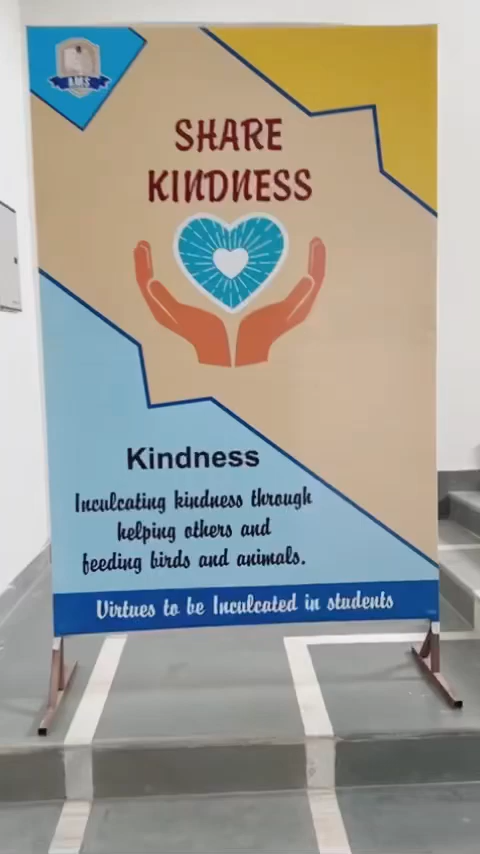 AMS
SHARE
KINDNESS
Kindness
Inculcating kindness through
helping others and
feeding birds and animals.
Virtues to be Inculcated in students